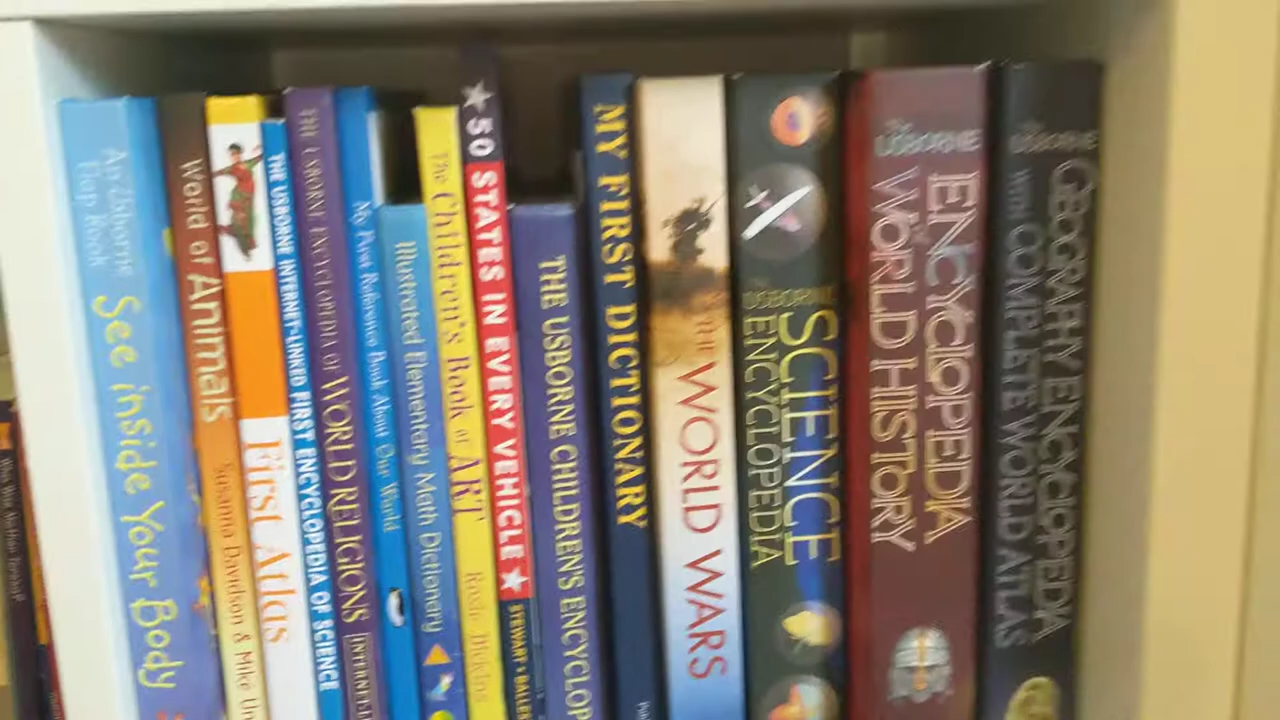 An Usborne
Flap Book
See inside Your Body
World of Animals
Susanna Davidson & Mike
First Atlas
THE USBORNE INTERNET-LINKED FIRST ENCYCLOPEDIA OF SCIENCE
THE USBORNE ENCYCLOPEDIA OF WORLD RELIGIONS
My First Reference Book About Our World
Illustrated Elementary Math Dictionary
The Children's Book of ART
Rosie Dickins
★ 50 STATES IN EVERY VEHICLE ★
THE USBORNE CHILDREN'S ENCYCLOP
MY FIRST DICTIONARY
THE WORLD WARS
THE USBORNE
SCIENCE
ENCYCLOPEDIA
THE USBORNE
ENCYCLOPEDIA
OF WORLD HISTORY
USBORNE
GEOGRAPHY ENCYCLOPEDIA
WITH COMPLETE WORLD ATLAS